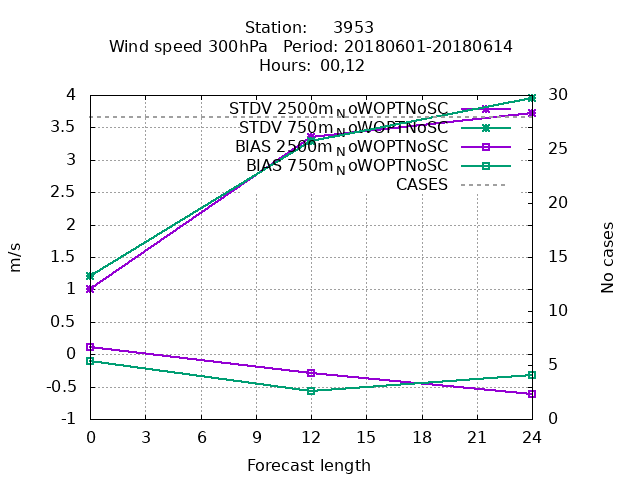 Station: 3953
Wind speed 300hPa Period: 20180601-20180614
Hours: 00,12
4
3.5
3
2.5
2
1.5
1
0.5
0
-0.5
-1
m/s
STDV 2500m_NoWOPTNoSC
STDV 750m_NoWOPTNoSC
BIAS 2500m_NoWOPTNoSC
BIAS 750m_NoWOPTNoSC
CASES
30
25
20
15
10
5
0
No cases
0 3 6 9 12 15 18 21 24
Forecast length